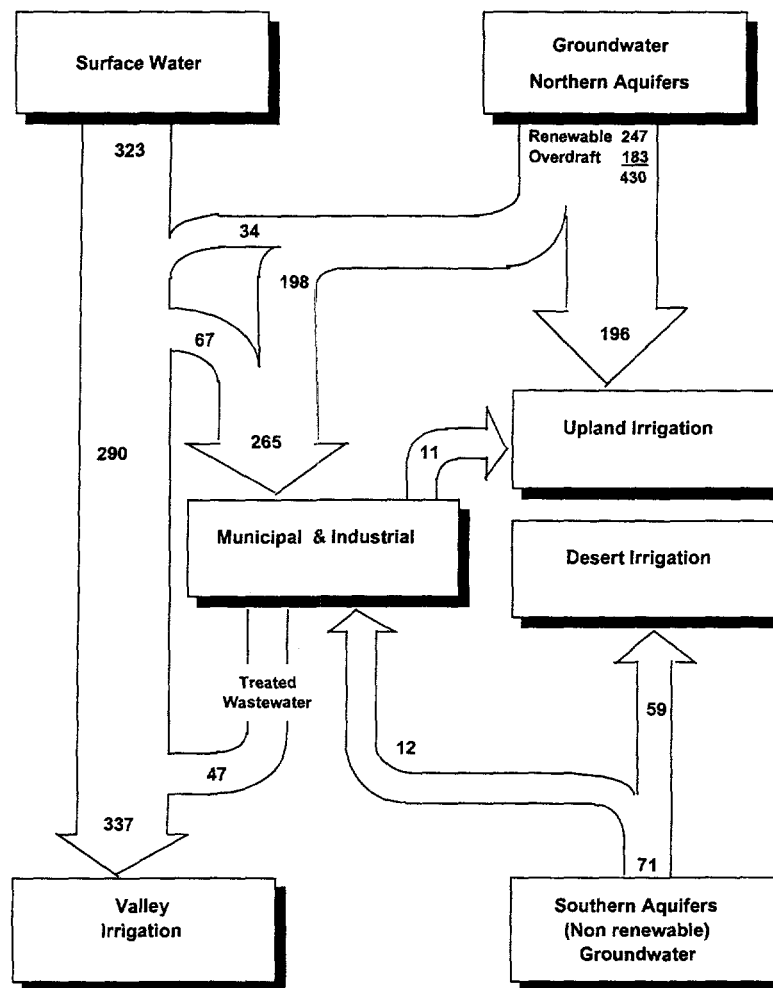 Surface Water
Groundwater
Northern Aquifers
323
Renewable 247
Overdraft 183
430
34
198
67
196
290
265
11
Upland Irrigation
Municipal & Industrial
Desert Irrigation
Treated
Wastewater
59
12
47
337
71
Valley
Irrigation
Southern Aquifers
(Non renewable)
Groundwater